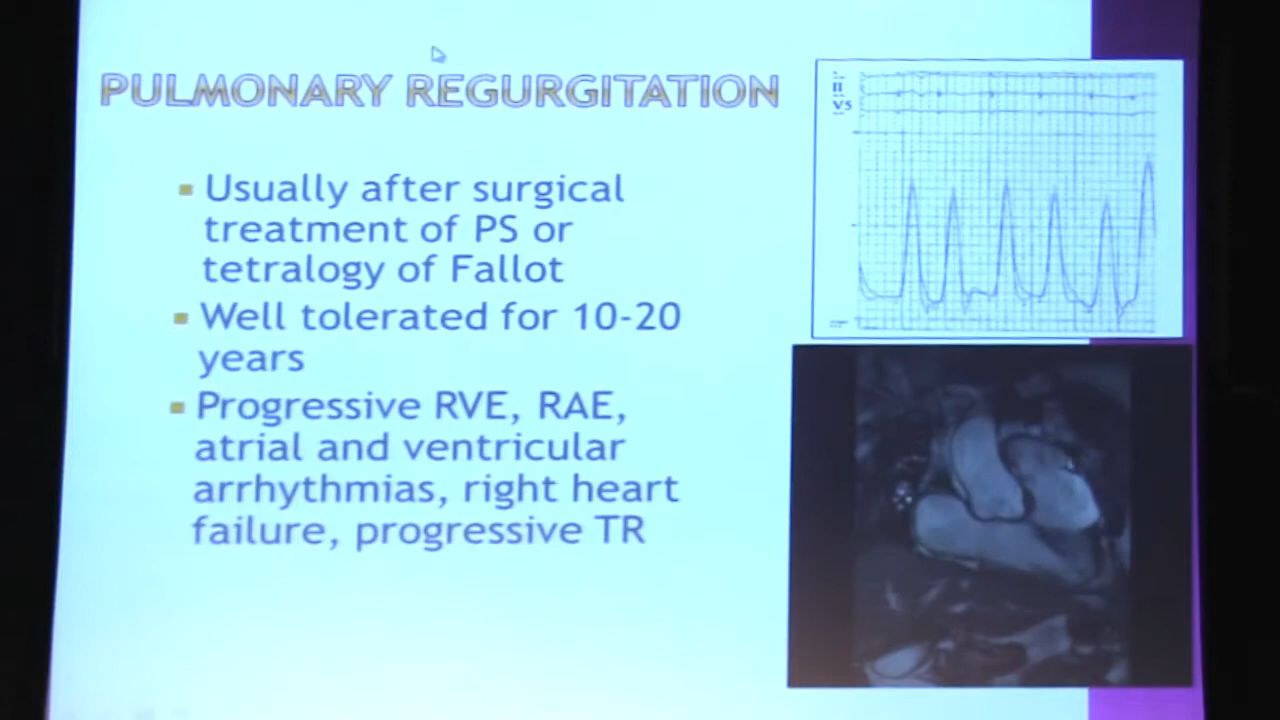 PULMONARY REGURGITATION
Usually after surgical
treatment of PS or
tetralogy of Fallot
Well tolerated for 10-20
years
Progressive RVE, RAE,
atrial and ventricular
arrhythmias, right heart
failure, progressive TR
II
V5